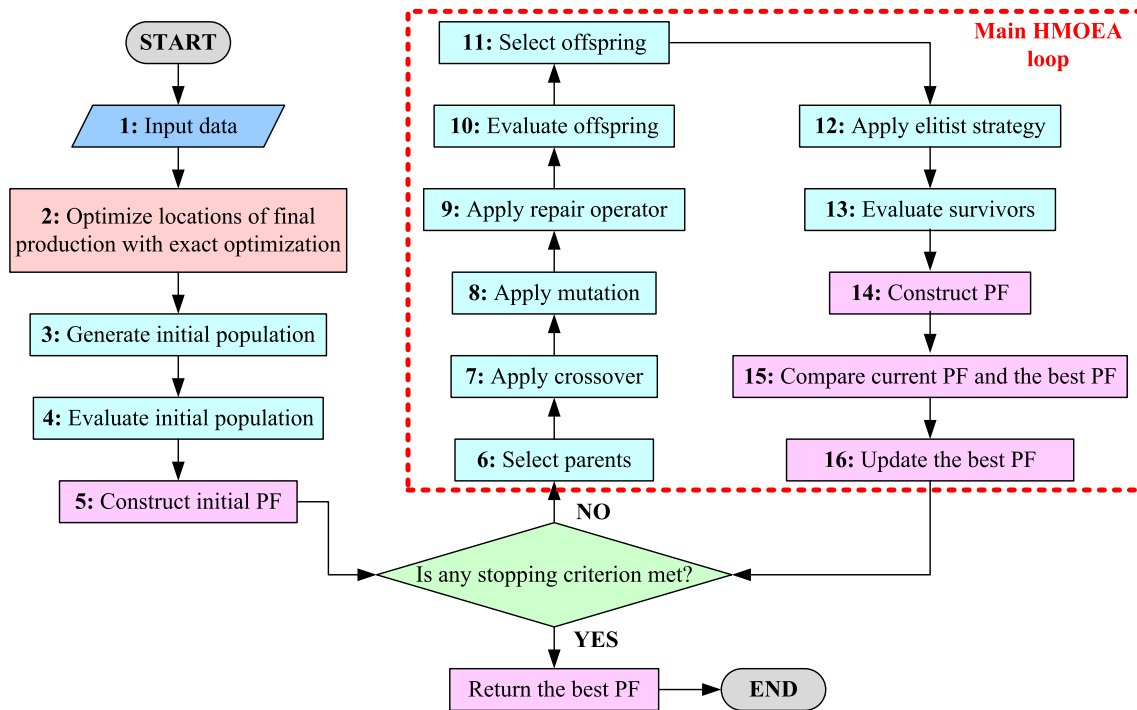 START
1: Input data
2: Optimize locations of final
production with exact optimization
3: Generate initial population
4: Evaluate initial population
5: Construct initial PF
Main HMOEA
loop
11: Select offspring
10: Evaluate offspring
9: Apply repair operator
8: Apply mutation
7: Apply crossover
6: Select parents
12: Apply elitist strategy
13: Evaluate survivors
14: Construct PF
15: Compare current PF and the best PF
16: Update the best PF
NO
Is any stopping criterion met?
YES
Return the best PF
END